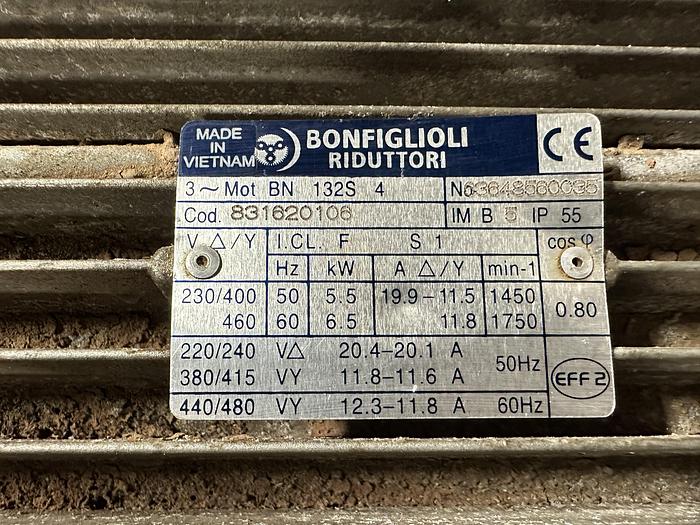 MADE
IN
VIETNAM
BONFIGLIOLI
RIDUTTORI
CE
3~Mot BN 132S 4 No 3648560035
Cod. 831620106 IM B 5 IP 55
V △/Y I.CL. F S 1 cos φ
Hz kW A △/Y min-1
230/400 50 5.5 19.9-11.5 1450
460 60 6.5 11.8 1750
0.80
220/240 V△ 20.4-20.1 A
380/415 VY 11.8-11.6 A
50Hz
EFF 2
440/480 VY 12.3-11.8 A 60Hz